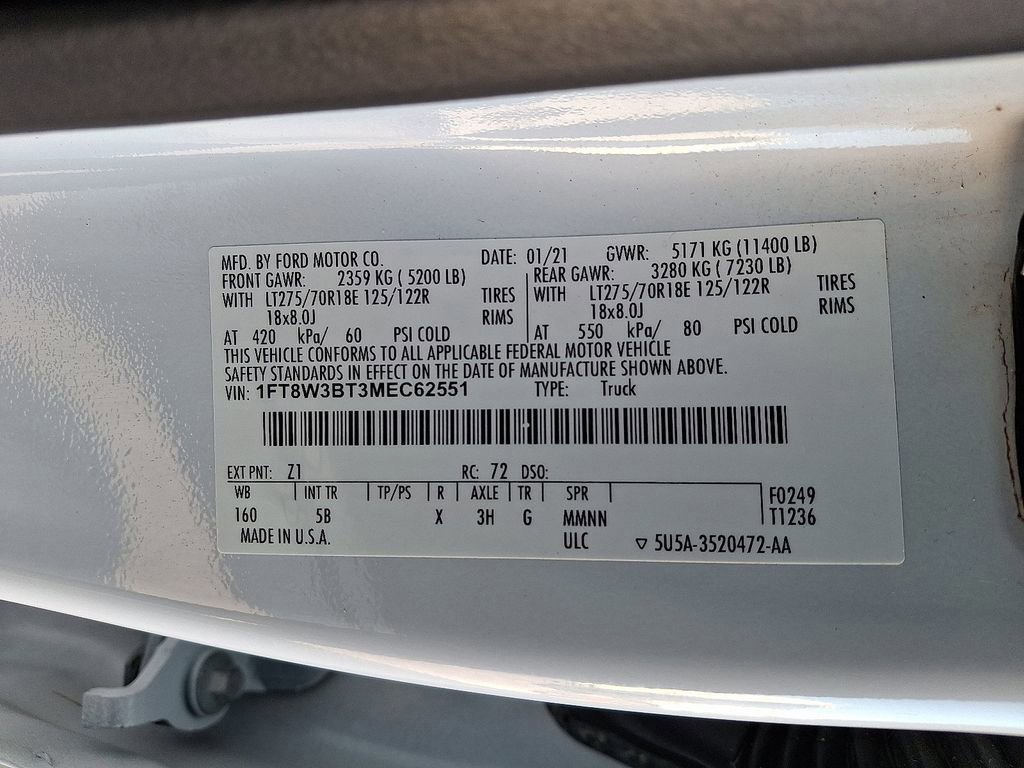 MFD. BY FORD MOTOR CO. DATE: 01/21 GVWR: 5171 KG (11400 LB)
FRONT GAWR: 2359 KG ( 5200 LB) REAR GAWR: 3280 KG ( 7230 LB)
WITH LT275/70R18E 125/122R TIRES WITH LT275/70R18E 125/122R TIRES
18x8.0J RIMS 18x8.0J RIMS
AT 420 kPa/ 60 PSI COLD AT 550 kPa/ 80 PSI COLD
THIS VEHICLE CONFORMS TO ALL APPLICABLE FEDERAL MOTOR VEHICLE
SAFETY STANDARDS IN EFFECT ON THE DATE OF MANUFACTURE SHOWN ABOVE.
VIN: 1FT8W3BT3MEC62551 TYPE: Truck
EXT PNT: Z1 RC: 72 DSO:
WB INT TR TP/PS R AXLE TR SPR F0249
160 5B X 3H G MMNN T1236
MADE IN U.S.A. ULC ▽ 5U5A-3520472-AA